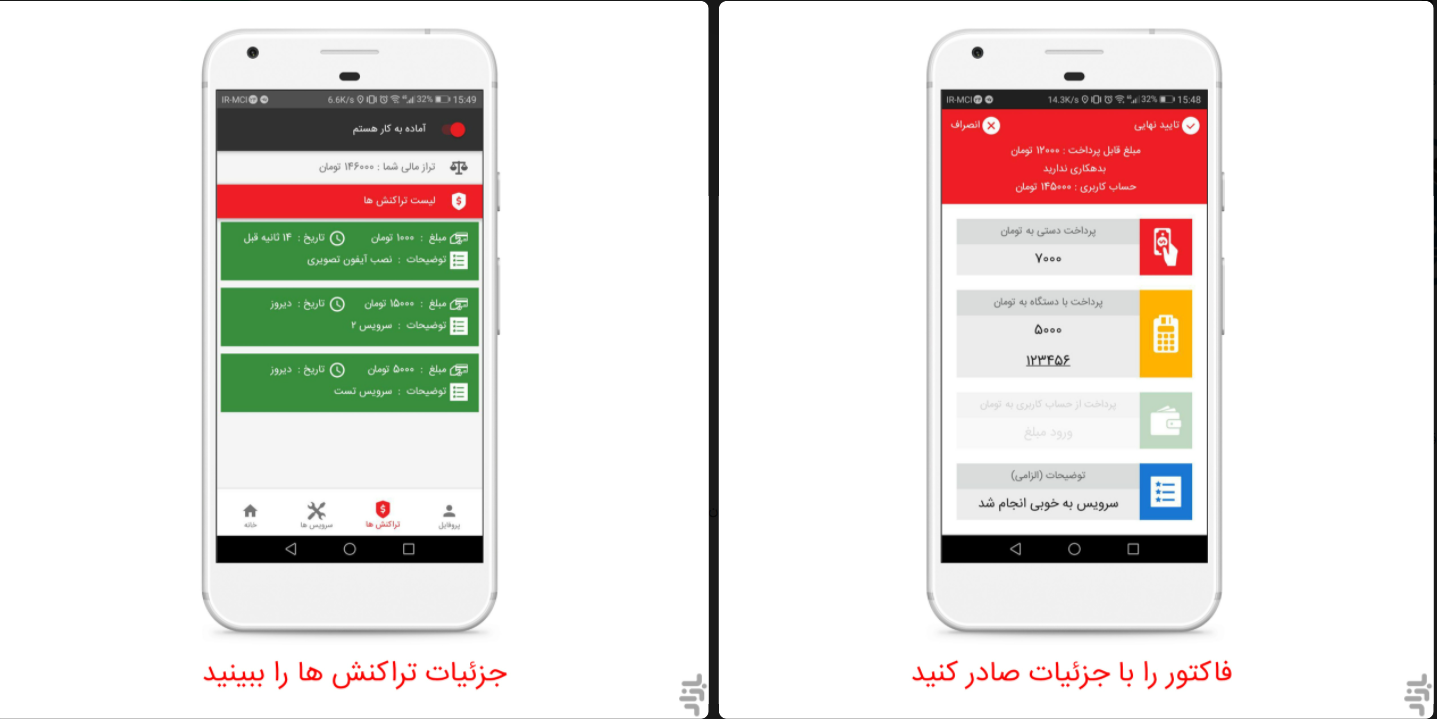 IR-MCI
6.6K/s
32%
15:49
آماده به کار هستم
تراز مالی شما : ۱۴۶۰۰۰ تومان
لیست تراکنش ها
مبلغ : ۱۰۰۰ تومان
تاریخ : ۱۴ ثانیه قبل
توضیحات : نصب آیفون تصویری
مبلغ : ۱۵۰۰۰ تومان
تاریخ : دیروز
توضیحات : سرویس ۲
مبلغ : ۵۰۰۰ تومان
تاریخ : دیروز
توضیحات : سرویس تست
پروفایل
تراکنش ها
سرویس ها
خانه
جزئیات تراکنش ها را ببینید
بازار
IR-MCI
14.3K/s
32%
15:48
تایید نهایی
انصراف
مبلغ قابل پرداخت : ۱۲۰۰۰ تومان
بدهکاری ندارید
حساب کاربری : ۱۴۵۰۰۰ تومان
پرداخت دستی به تومان
۷۰۰۰
پرداخت با دستگاه به تومان
۵۰۰۰
۱۲۳۴۵۶
پرداخت از حساب کاربری به تومان
ورود مبلغ
توضیحات (الزامی)
سرویس به خوبی انجام شد
فاکتور را با جزئیات صادر کنید
بازار